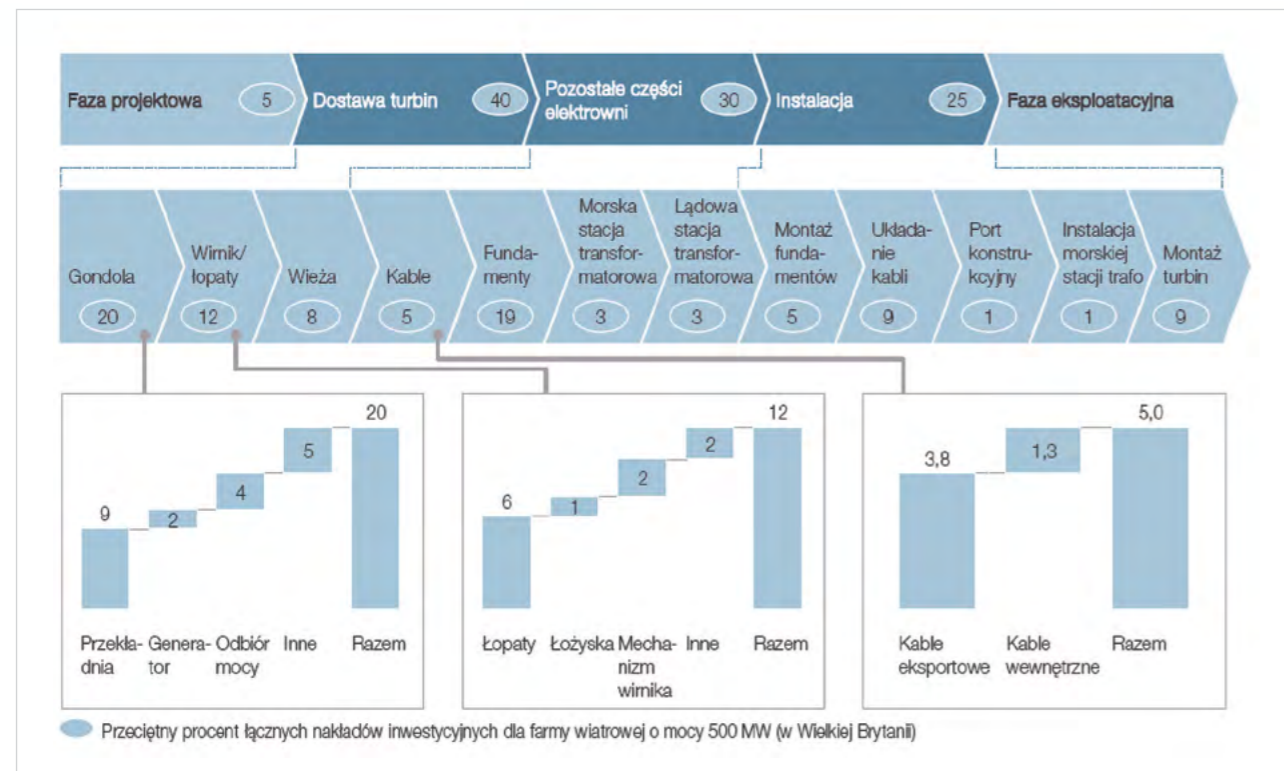 Faza projektowa 5
Dostawa turbin 40
Pozostałe części
elektrowni 30
Instalacja 25
Faza eksploatacyjna
Gondola
20
Wirnik/
łopaty
12
Wieża
8
Kable
5
Funda-
menty
19
Morska
stacja
transfor-
matorowa
3
Lądowa
stacja
transfor-
matorowa
3
Montaż
funda-
mentów
5
Układa-
nie
kabli
9
Port
konstru-
kcyjny
1
Instalacja
morskiej
stacji trafo
1
Montaż
turbin
9
9
2
4
5
20
Przekła-
dnia
Genera-
tor
Odbiór
mocy
Inne
Razem
6
1
2
2
12
Łopaty
Łożyska
Mecha-
nizm
wirnika
Inne
Razem
3,8
1,3
5,0
Kable
eksportowe
Kable
wewnętrzne
Razem
Przeciętny procent łącznych nakładów inwestycyjnych dla farmy wiatrowej o mocy 500 MW (w Wielkiej Brytanii)